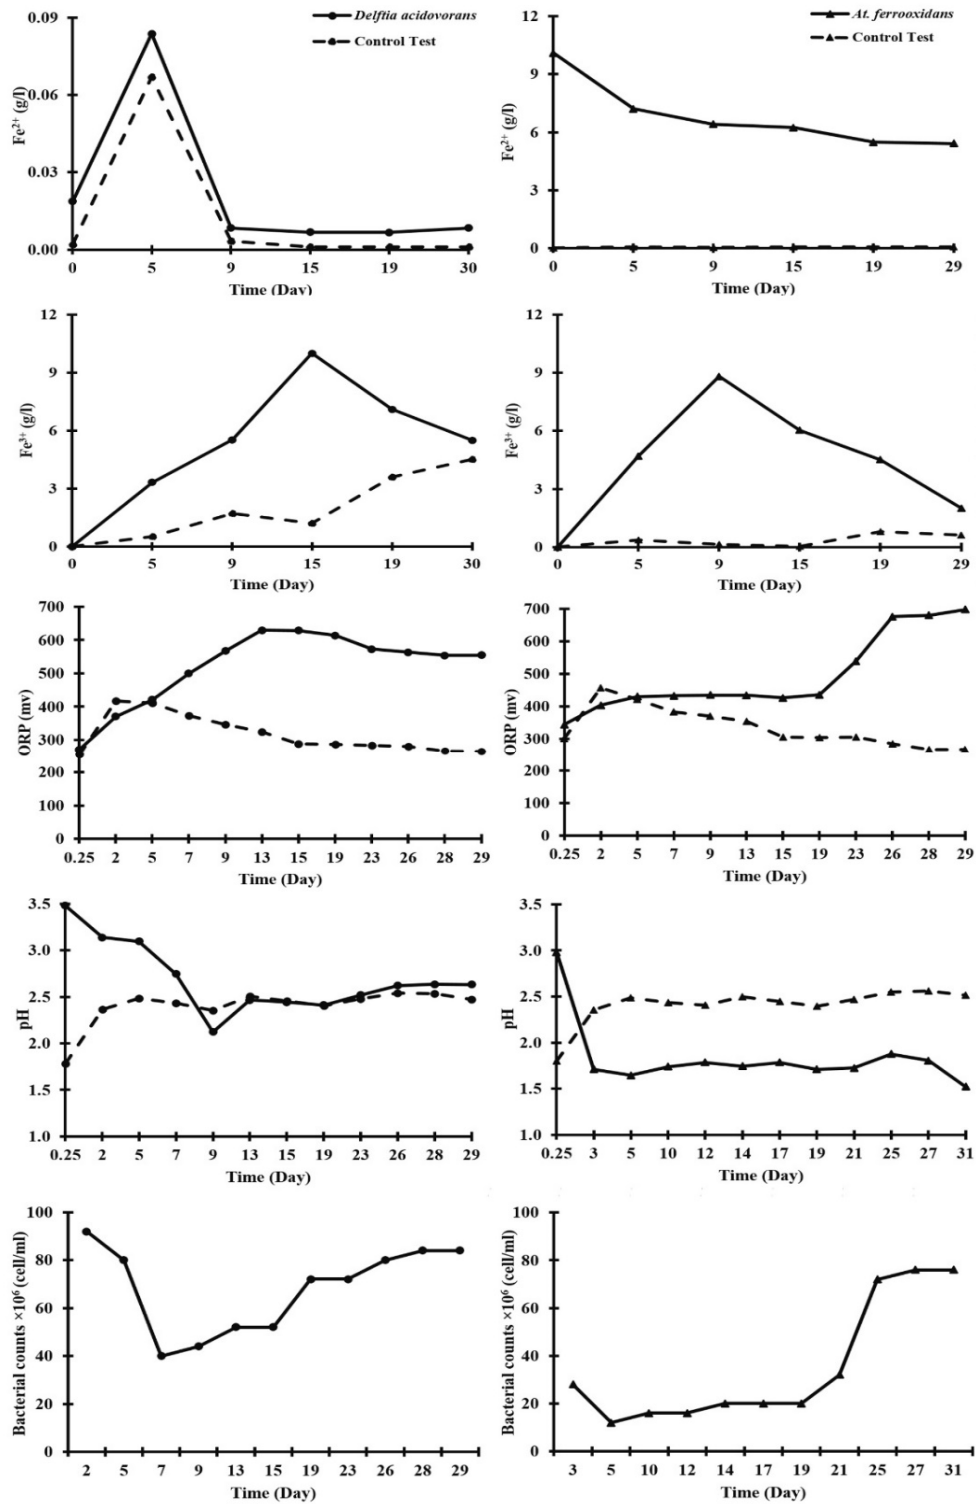 Delftia acidovorans
Control Test
0.09
0.06
0.03
0.00
Fe²⁺ (g/l)
0 5 9 15 19 30
Time (Day)
At. ferrooxidans
Control Test
12
9
6
3
0
Fe²⁺ (g/l)
0 5 9 15 19 29
Time (Day)
12
9
6
3
0
Fe³⁺ (g/l)
0 5 9 15 19 30
Time (Day)
12
9
6
3
0
Fe³⁺ (g/l)
0 5 9 15 19 29
Time (Day)
700
600
500
400
300
200
100
0
ORP (mv)
0.25 2 5 7 9 13 15 19 23 26 28 29
Time (Day)
700
600
500
400
300
200
100
0
ORP (mv)
0.25 2 5 7 9 13 15 19 23 26 28 29
Time (Day)
3.5
3.0
2.5
2.0
1.5
1.0
pH
0.25 2 5 7 9 13 15 19 23 26 28 29
Time (Day)
3.5
3.0
2.5
2.0
1.5
1.0
pH
0.25 3 5 10 12 14 17 19 21 25 27 31
Time (Day)
100
80
60
40
20
0
Bacterial counts ×10⁶ (cell/ml)
2 5 7 9 13 15 19 23 26 28 29
Time (Day)
100
80
60
40
20
0
Bacterial counts ×10⁶ (cell/ml)
3 5 10 12 14 17 19 21 25 27 31
Time (Day)